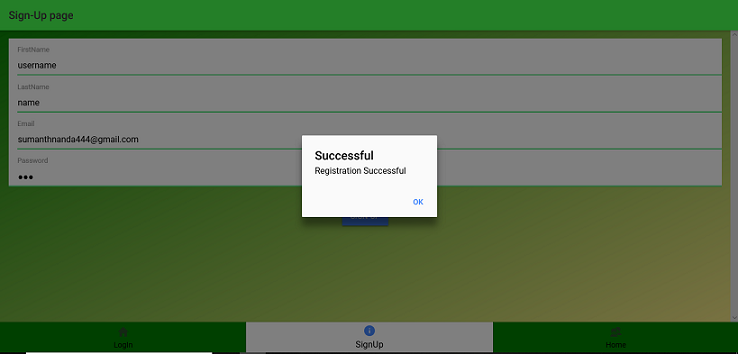 Sign-Up page
FirstName
username
LastName
name
Email
sumanthnanda444@gmail.com
Password
Successful
Registration Successful
OK
Login
SignUp
Home